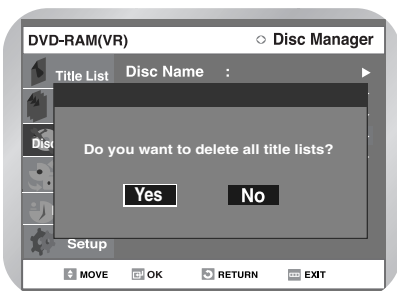 DVD-RAM(VR) Disc Manager
Title List Disc Name :
Disc
Do you want to delete all title lists?
Yes No
Setup
MOVE OK RETURN EXIT